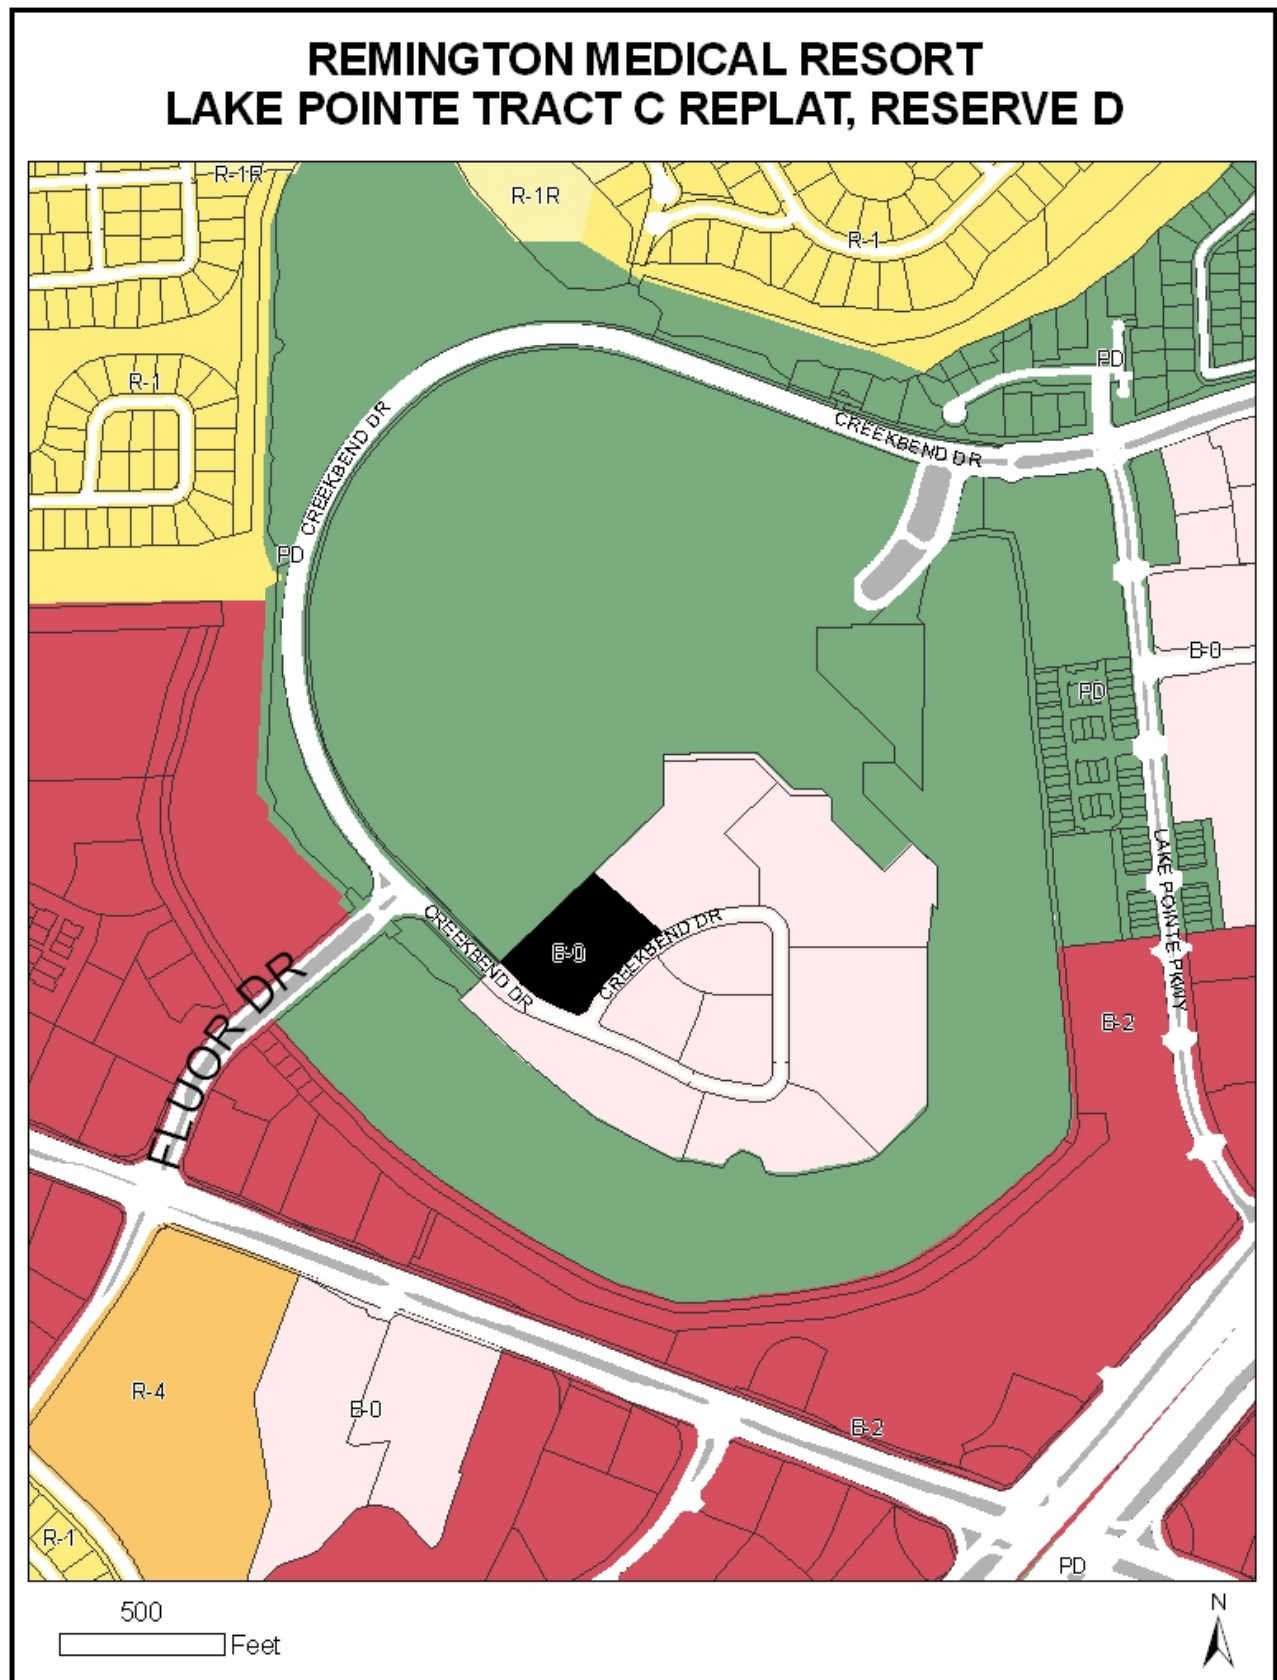 REMINGTON MEDICAL RESORT
LAKE POINTE TRACT C REPLAT, RESERVE D
R-1R
R-1R
R-1
PD
R-1
CREEKBEND DR
CREEKBEND DR
PD
B-0
PD
LAKE POINTE PKWY
CREEKBEND DR
CREEKBEND DR
B-0
FLUOR DR
B-2
R-4
B-0
B-2
R-1
PD
500
Feet
N